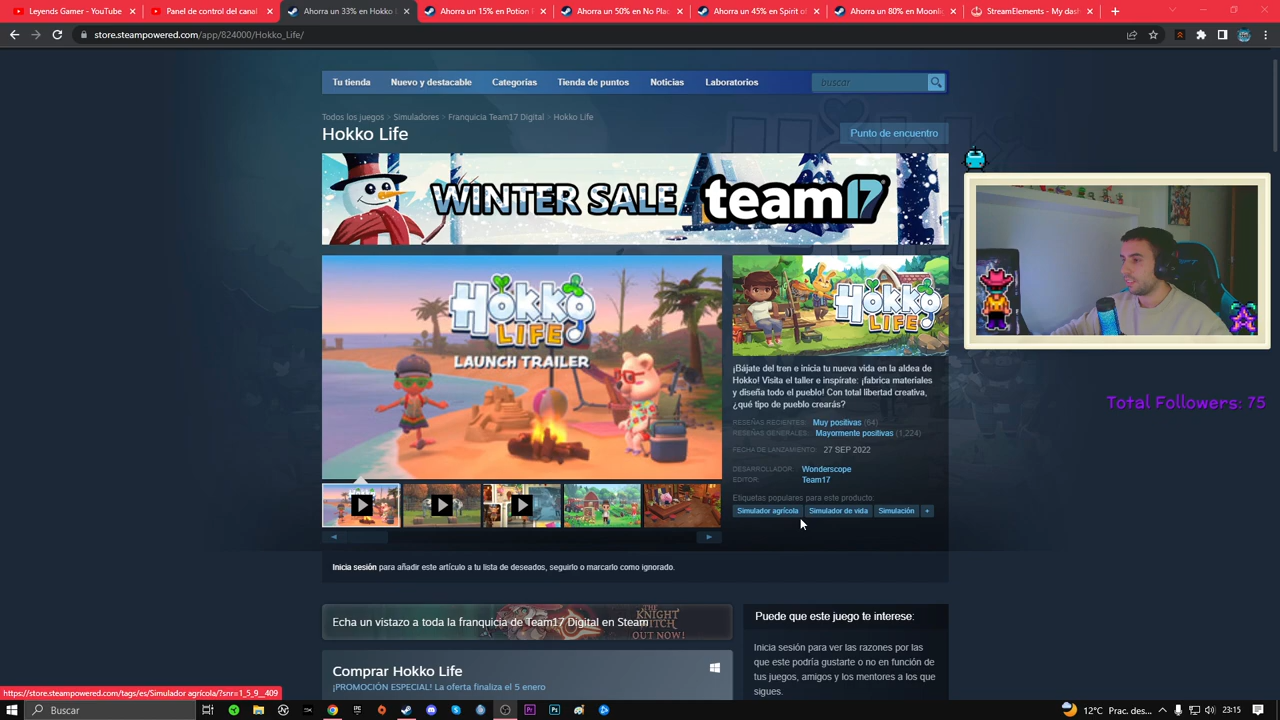 Leyends Gamer - YouTube
Panel de control del canal
Ahorra un 33% en Hokko
Ahorra un 15% en Potion
Ahorra un 50% en No Place
Ahorra un 45% en Spirit of
Ahorra un 80% en Moonli
StreamElements - My dash
store.steampowered.com/app/824000/Hokko_Life/
Tu tienda Nuevo y destacable Categorías Tienda de puntos Noticias Laboratorios buscar
Todos los juegos > Simuladores > Franquicia Team17 Digital > Hokko Life
Hokko Life
Punto de encuentro
WINTER SALE team17
HOKKO LIFE
LAUNCH TRAILER
HOKKO LIFE
¡Bájate del tren e inicia tu nueva vida en la aldea de
Hokko! Visita el taller e inspírate: ¡fabrica materiales
y diseña todo el pueblo! Con total libertad creativa,
¿qué tipo de pueblo crearás?
RESEÑAS RECIENTES: Muy positivas (64)
RESEÑAS GENERALES: Mayormente positivas (1,224)
FECHA DE LANZAMIENTO: 27 SEP 2022
DESARROLLADOR: Wonderscope
EDITOR: Team17
Etiquetas populares para este producto:
Simulador agrícola Simulador de vida Simulación +
Total Followers: 75
Inicia sesión para añadir este artículo a tu lista de deseados, seguirlo o marcarlo como ignorado.
Echa un vistazo a toda la franquicia de Team17 Digital en Steam
THE KNIGHT WITCH OUT NOW!
Puede que este juego te interese:
Inicia sesión para ver las razones por las
que este podría gustarte o no en función de
tus juegos, amigos y los mentores a los que
sigues.
Comprar Hokko Life
¡PROMOCIÓN ESPECIAL! La oferta finaliza el 5 enero
https://store.steampowered.com/tags/es/Simulador agrícola/?snr=1_5_9__409
Buscar
12°C Prac. des... 23:15